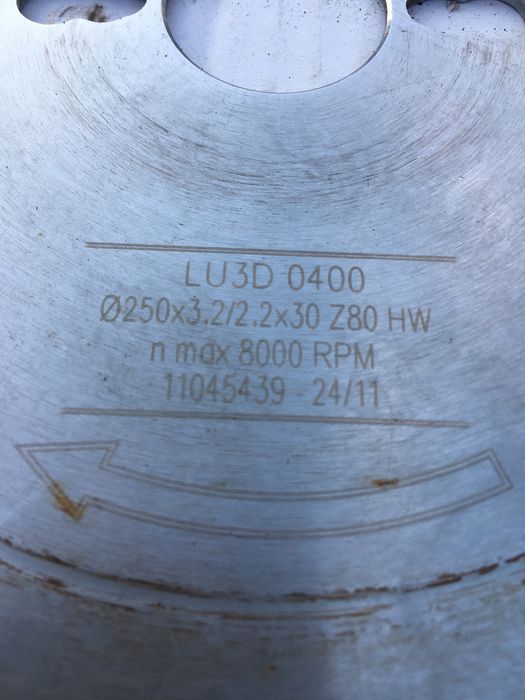 LU3D 0400
Ø250x3.2/2.2x30 Z80 HW
n max 8000 RPM
11045439 - 24/11